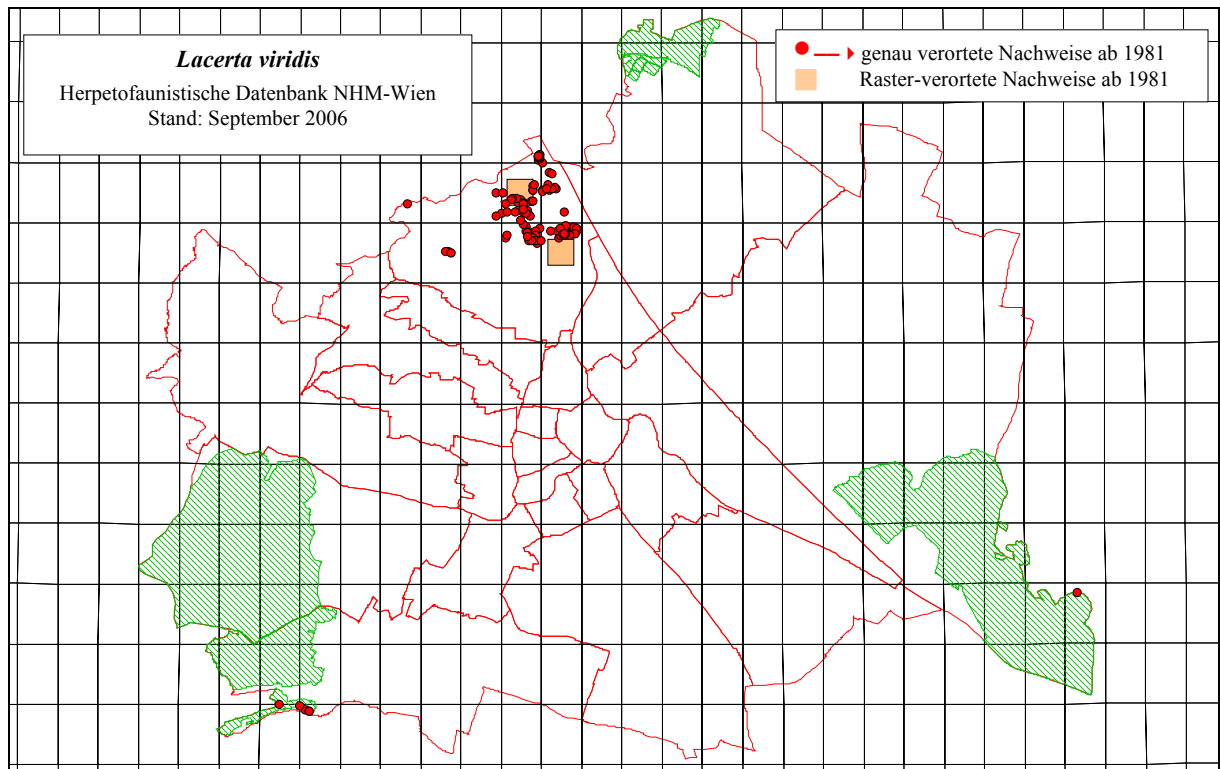 Lacerta viridis
Herpetofaunistische Datenbank NHM-Wien
Stand: September 2006
genau verortete Nachweise ab 1981
Raster-verortete Nachweise ab 1981